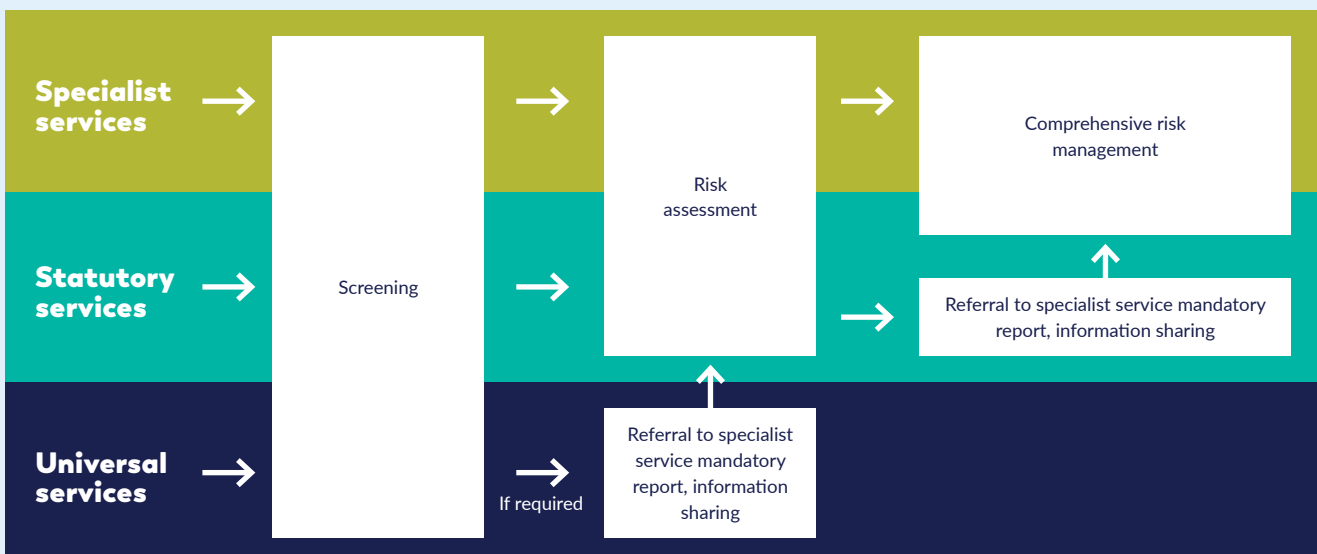 Specialist
services
Statutory
services
Universal
services
Screening
If required
Risk
assessment
Referral to specialist
service mandatory
report, information
sharing
Comprehensive risk
management
Referral to specialist service mandatory
report, information sharing